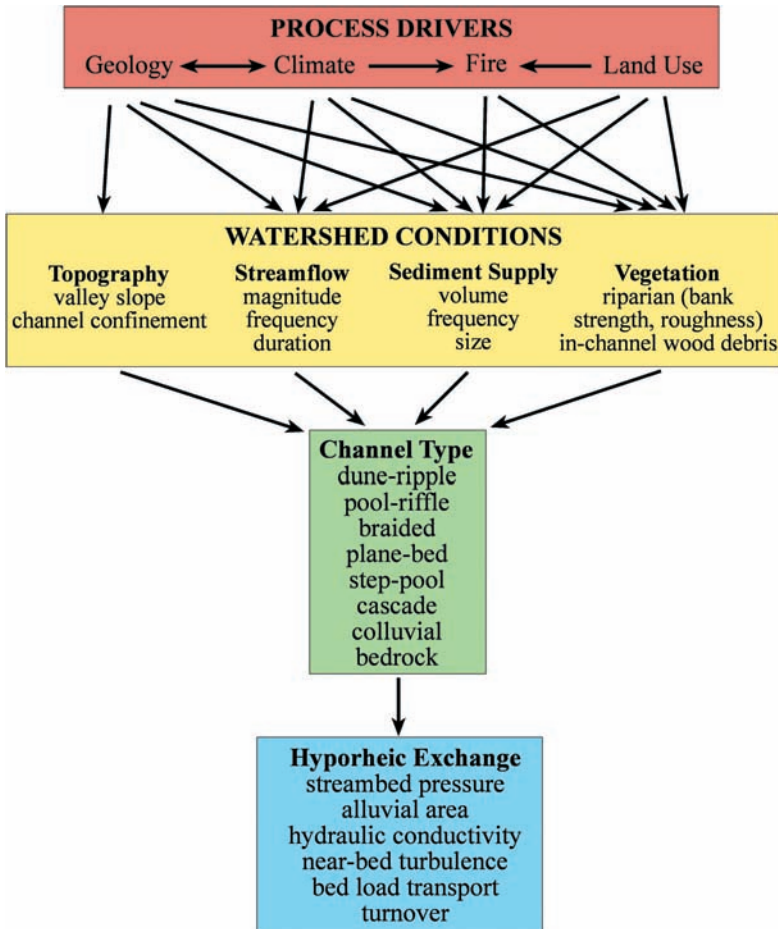 PROCESS DRIVERS
Geology Climate Fire Land Use
WATERSHED CONDITIONS
Topography
valley slope
channel confinement
Streamflow
magnitude
frequency
duration
Sediment Supply
volume
frequency
size
Vegetation
riparian (bank
strength, roughness)
in-channel wood debris
Channel Type
dune-ripple
pool-riffle
braided
plane-bed
step-pool
cascade
colluvial
bedrock
Hyporheic Exchange
streambed pressure
alluvial area
hydraulic conductivity
near-bed turbulence
bed load transport
turnover